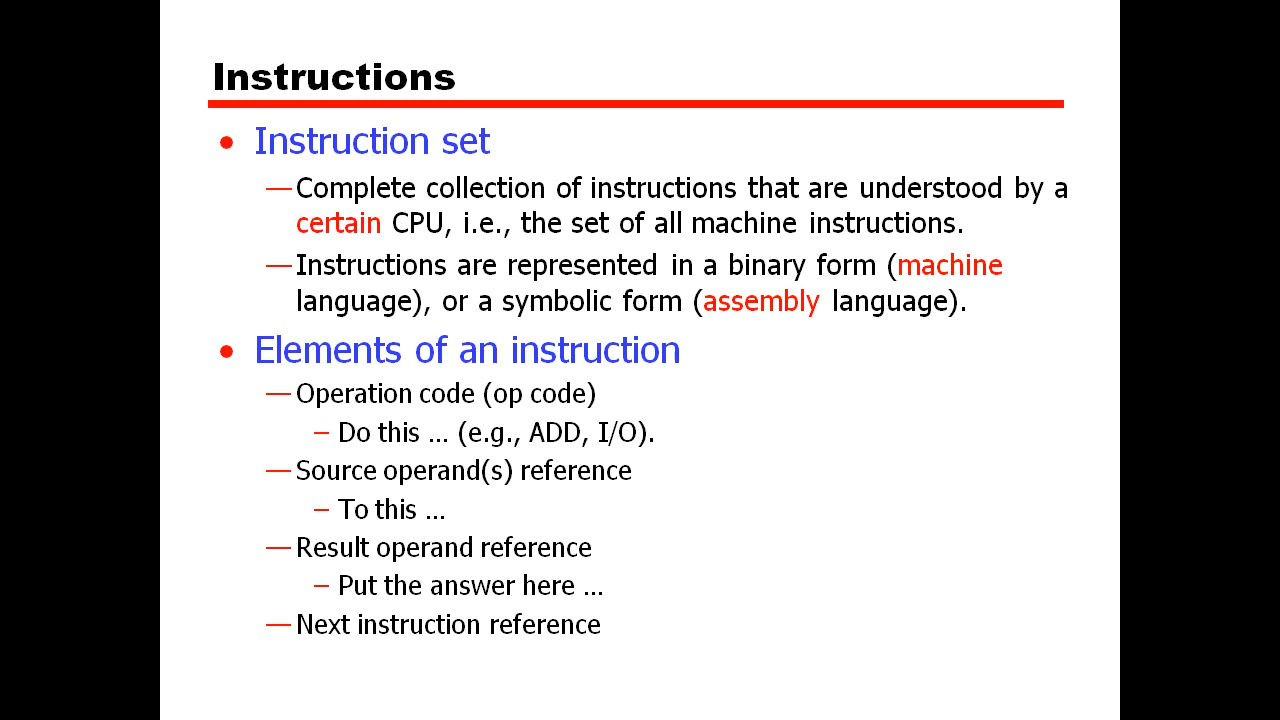 Instructions
• Instruction set
—Complete collection of instructions that are understood by a
certain CPU, i.e., the set of all machine instructions.
—Instructions are represented in a binary form (machine
language), or a symbolic form (assembly language).
• Elements of an instruction
—Operation code (op code)
– Do this ... (e.g., ADD, I/O).
—Source operand(s) reference
– To this ...
—Result operand reference
– Put the answer here ...
—Next instruction reference